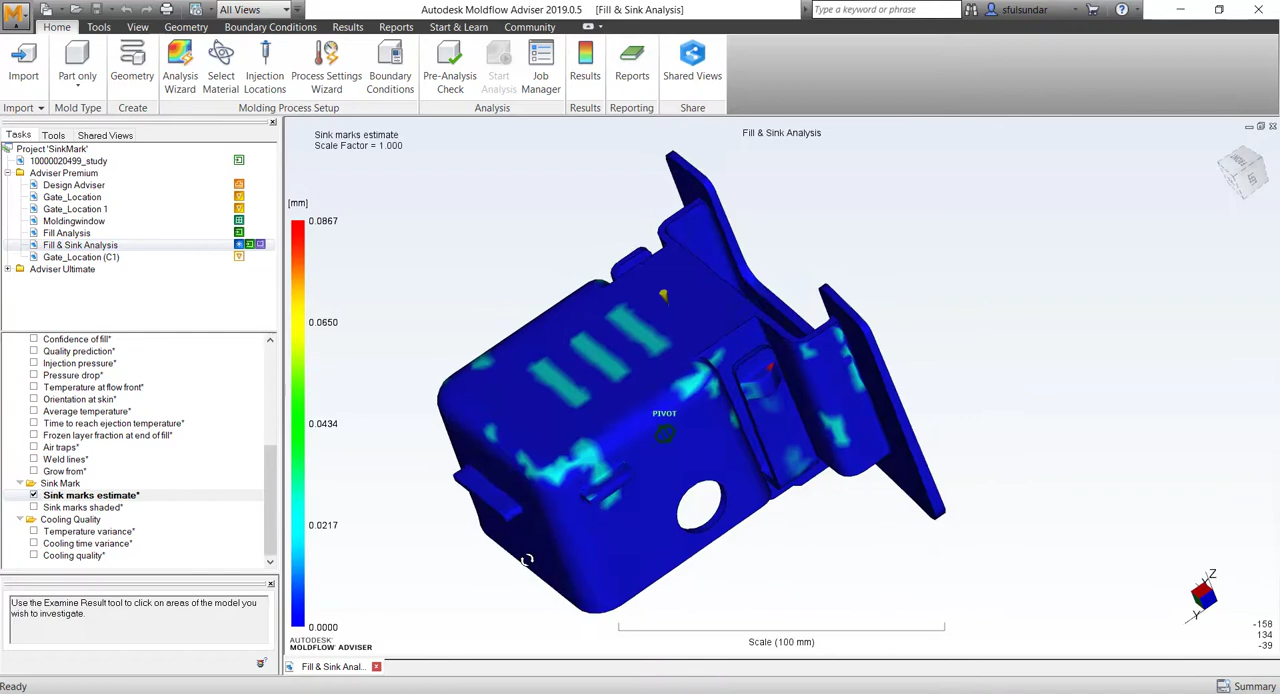 All Views
Autodesk Moldflow Adviser 2019.0.5 [Fill & Sink Analysis]
Type a keyword or phrase
sfulsundar
Home Tools View Geometry Boundary Conditions Results Reports Start & Learn Community
Import Part only Geometry Analysis Wizard Select Material Injection Locations Process Settings Wizard Boundary Conditions Pre-Analysis Check Start Analysis Job Manager Results Reports Shared Views
Import Mold Type Create Molding Process Setup Analysis Results Reporting Share
Tasks Tools Shared Views
Project 'SinkMark'
10000020499_study
Adviser Premium
Design Adviser
Gate_Location
Gate_Location 1
Moldingwindow
Fill Analysis
Fill & Sink Analysis
Gate_Location (C1)
Adviser Ultimate
Confidence of fill*
Quality prediction*
Injection pressure*
Pressure drop*
Temperature at flow front*
Orientation at skin*
Average temperature*
Time to reach ejection temperature*
Frozen layer fraction at end of fill*
Air traps*
Weld lines*
Grow from*
Sink Mark
Sink marks estimate*
Sink marks shaded*
Cooling Quality
Temperature variance*
Cooling time variance*
Cooling quality*
Use the Examine Result tool to click on areas of the model you
wish to investigate.
Sink marks estimate
Scale Factor = 1.000
Fill & Sink Analysis
[mm]
0.0867
0.0650
0.0434
0.0217
0.0000
PIVOT
FRONT
LEFT
AUTODESK
MOLDFLOW ADVISER
Scale (100 mm)
Z
Y
-158
134
-39
Fill & Sink Anal...
Ready
Summary